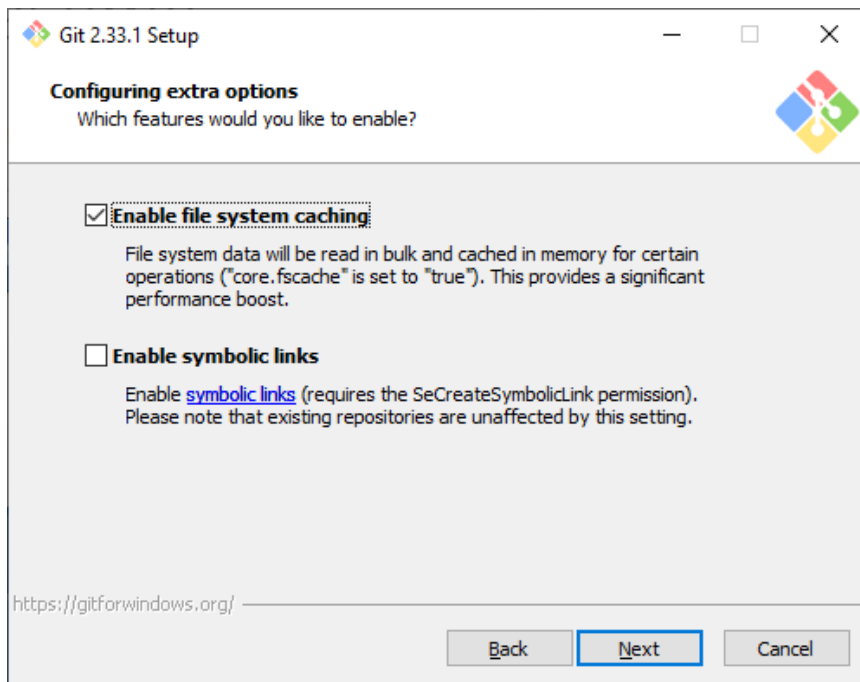 Git 2.33.1 Setup
Configuring extra options
Which features would you like to enable?
Enable file system caching
File system data will be read in bulk and cached in memory for certain
operations ("core.fscache" is set to "true"). This provides a significant
performance boost.
Enable symbolic links
Enable symbolic links (requires the SeCreateSymbolicLink permission).
Please note that existing repositories are unaffected by this setting.
https://gitforwindows.org/
Back Next Cancel